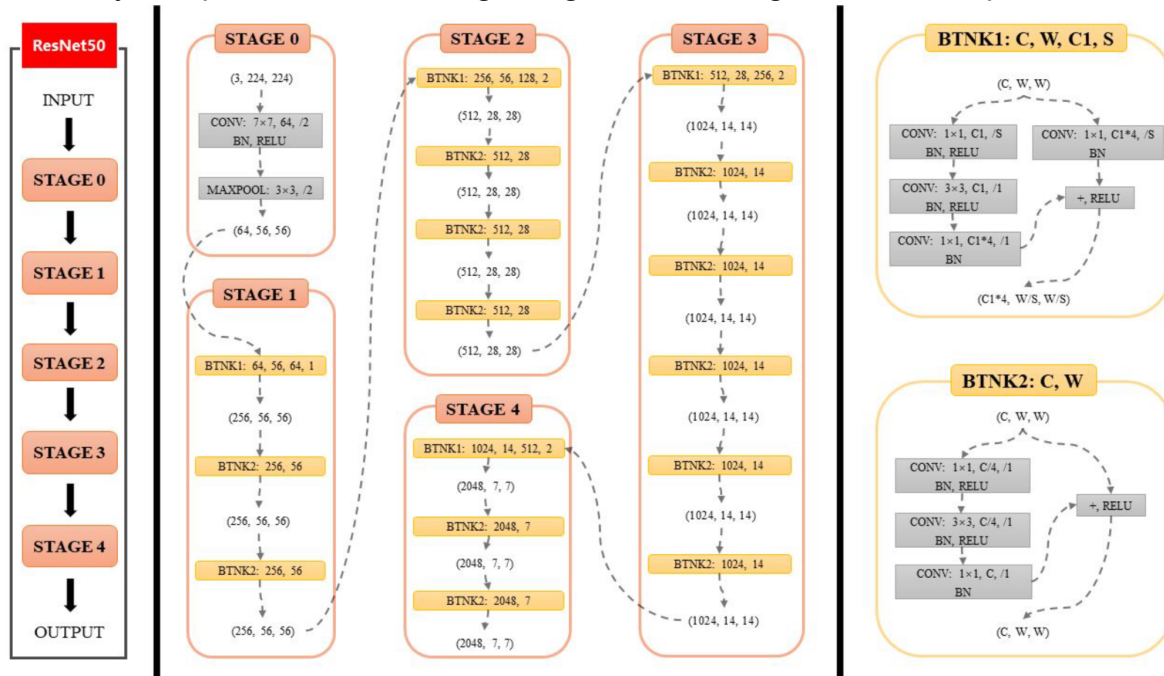 ResNet50
INPUT
STAGE 0
STAGE 1
STAGE 2
STAGE 3
STAGE 4
OUTPUT
STAGE 0
(3, 224, 224)
CONV: 7×7, 64, /2
BN, RELU
MAXPOOL: 3×3, /2
(64, 56, 56)
STAGE 1
BTNK1: 64, 56, 64, 1
(256, 56, 56)
BTNK2: 256, 56
(256, 56, 56)
BTNK2: 256, 56
(256, 56, 56)
STAGE 2
BTNK1: 256, 56, 128, 2
(512, 28, 28)
BTNK2: 512, 28
(512, 28, 28)
BTNK2: 512, 28
(512, 28, 28)
BTNK2: 512, 28
(512, 28, 28)
STAGE 3
BTNK1: 512, 28, 256, 2
(1024, 14, 14)
BTNK2: 1024, 14
(1024, 14, 14)
BTNK2: 1024, 14
(1024, 14, 14)
BTNK2: 1024, 14
(1024, 14, 14)
BTNK2: 1024, 14
(1024, 14, 14)
BTNK2: 1024, 14
(1024, 14, 14)
STAGE 4
BTNK1: 1024, 14, 512, 2
(2048, 7, 7)
BTNK2: 2048, 7
(2048, 7, 7)
BTNK2: 2048, 7
(2048, 7, 7)
BTNK1: C, W, C1, S
(C, W, W)
CONV: 1×1, C1, /S
BN, RELU
CONV: 3×3, C1, /1
BN, RELU
CONV: 1×1, C1*4, /1
BN
CONV: 1×1, C1*4, /S
BN
+, RELU
(C1*4, W/S, W/S)
BTNK2: C, W
(C, W, W)
CONV: 1×1, C/4, /1
BN, RELU
CONV: 3×3, C/4, /1
BN, RELU
CONV: 1×1, C, /1
BN
+, RELU
(C, W, W)